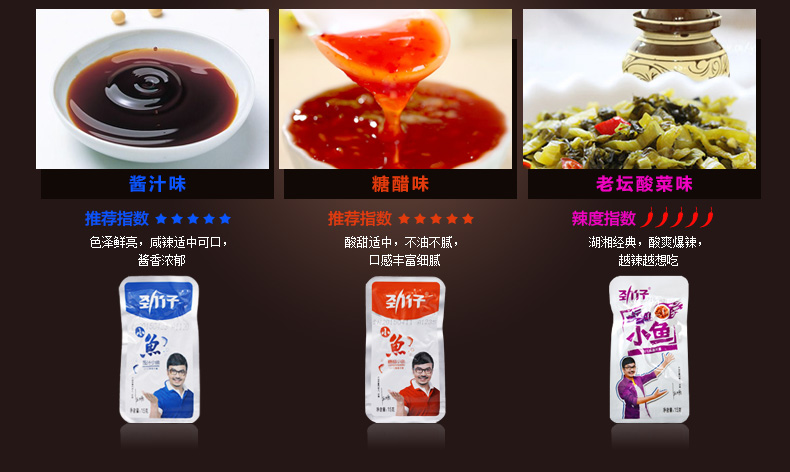 酱汁味
推荐指数
色泽鲜亮，咸辣适中可口，
酱香浓郁
糖醋味
推荐指数
酸甜适中，不油不腻，
口感丰富细腻
老坛酸菜味
辣度指数
湖湘经典，酸爽爆辣，
越辣越想吃
劲仔
小
魚
劲仔
小
魚
劲仔
小鱼